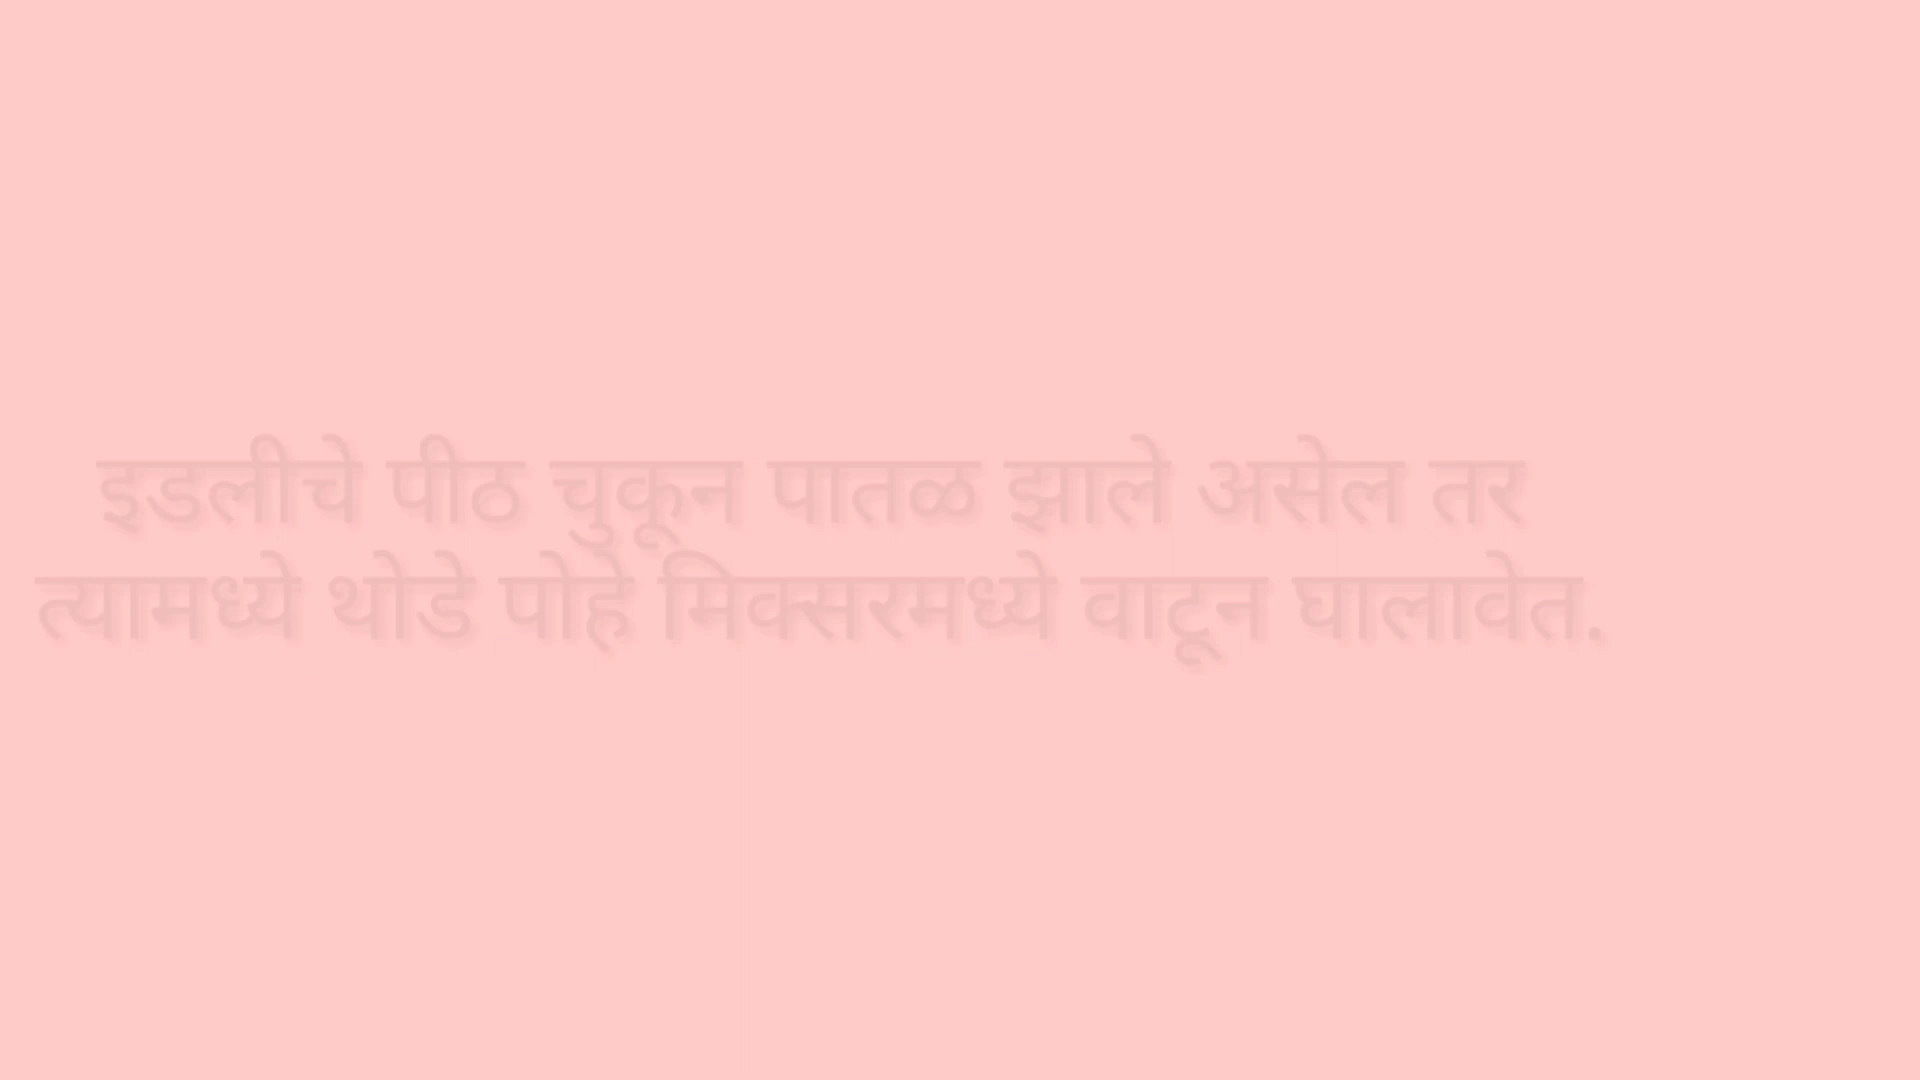 इडलीचे पीठ चुकून पातळ झाले असेल तर
त्यामध्ये थोडे पोहे मिक्सरमध्ये वाटून घालावेत.